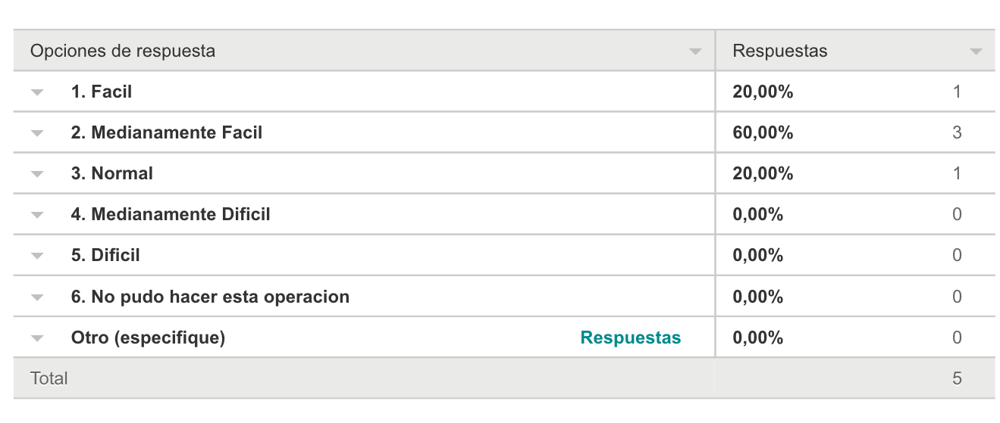 Opciones de respuesta Respuestas
1. Facil 20,00% 1
2. Medianamente Facil 60,00% 3
3. Normal 20,00% 1
4. Medianamente Dificil 0,00% 0
5. Dificil 0,00% 0
6. No pudo hacer esta operacion 0,00% 0
Otro (especifique) Respuestas 0,00% 0
Total 5